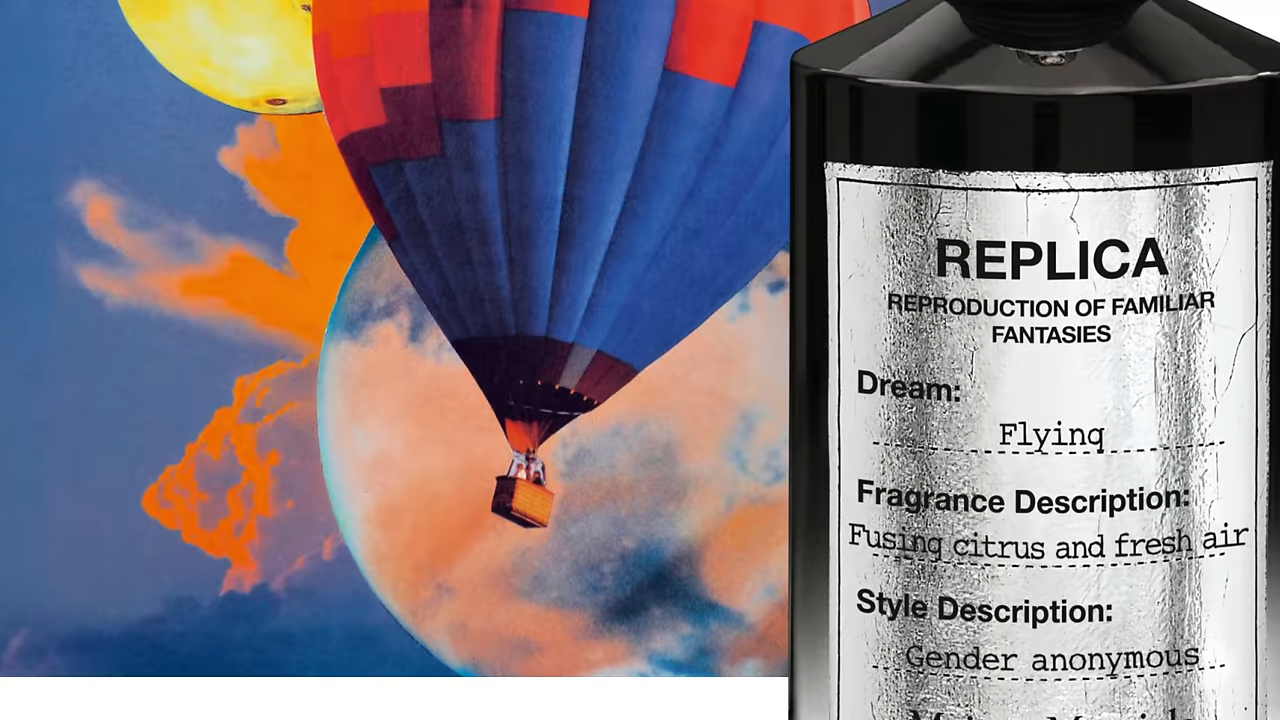 REPLICA
REPRODUCTION OF FAMILIAR
FANTASIES
Dream:
Flying
Fragrance Description:
Fusing citrus and fresh air
Style Description:
Gender anonymous